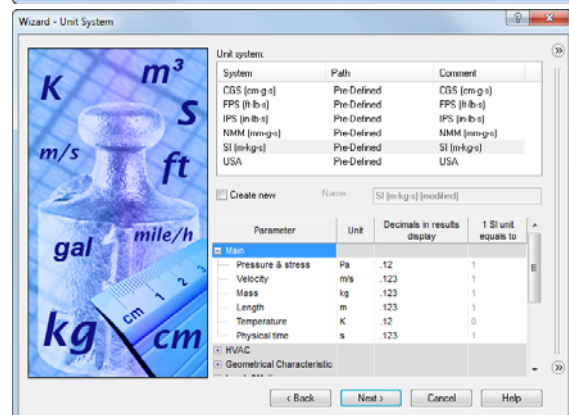 Wizard - Unit System
K
m³
S
m/s
ft
gal
mile/h
cm 1 2 3
kg
cm
Unit system:
System Path Comment
CGS (cm-g-s) Pre-Defined CGS (cm-g-s)
FPS (ft-lb-s) Pre-Defined FPS (ft-lb-s)
IPS (in-lb-s) Pre-Defined IPS (in-lb-s)
NMM (mm-g-s) Pre-Defined NMM (mm-g-s)
SI (m-kg-s) Pre-Defined SI (m-kg-s)
USA Pre-Defined USA
Create new Name: SI (m-kg-s) (modified)
Parameter Unit Decimals in results display 1 SI unit equals to
Main
Pressure & stress Pa .12 1
Velocity m/s .123 1
Mass kg .123 1
Length m .123 1
Temperature K .12 0
Physical time s .123 1
HVAC
Geometrical Characteristic
< Back Next > Cancel Help